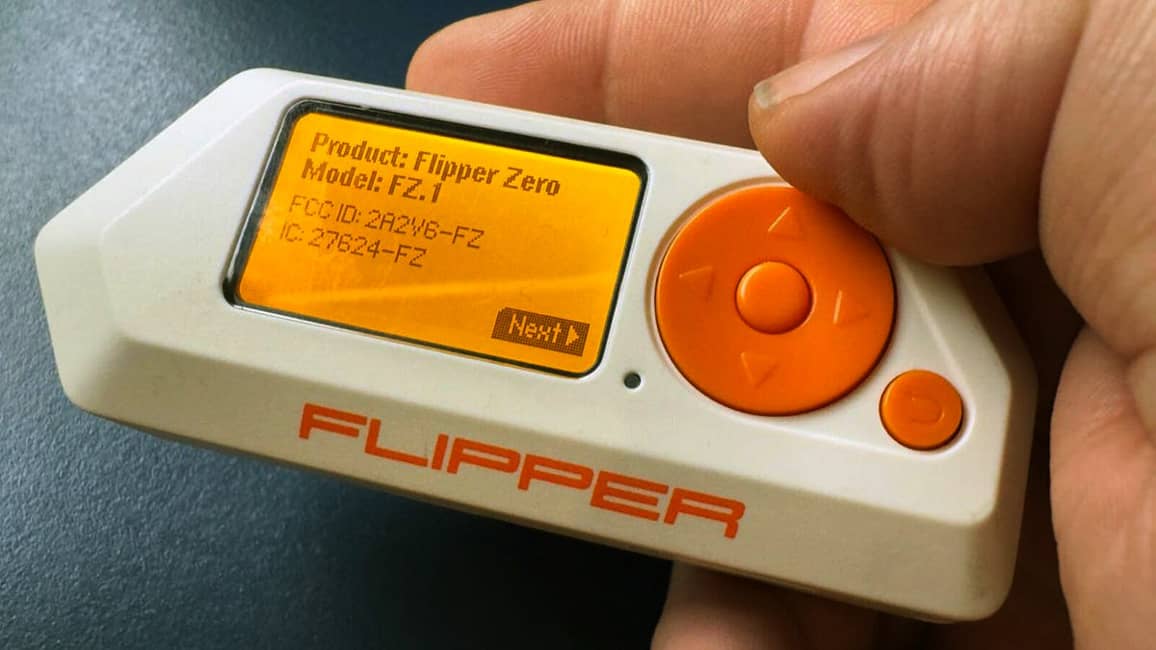 Product: Flipper Zero
Model: FZ.1
FCC ID: 2A2V6-FZ
IC: 27624-FZ
Next
FLIPPER